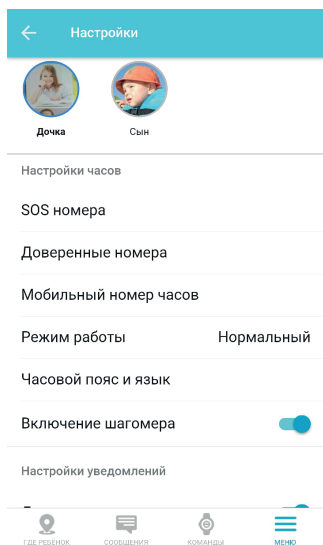 Настройки
Дочка
Сын
Настройки часов
SOS номера
Доверенные номера
Мобильный номер часов
Режим работы Нормальный
Часовой пояс и язык
Включение шагомера
Настройки уведомлений
ГДЕ РЕБЁНОК СООБЩЕНИЯ КОМАНДЫ МЕНЮ